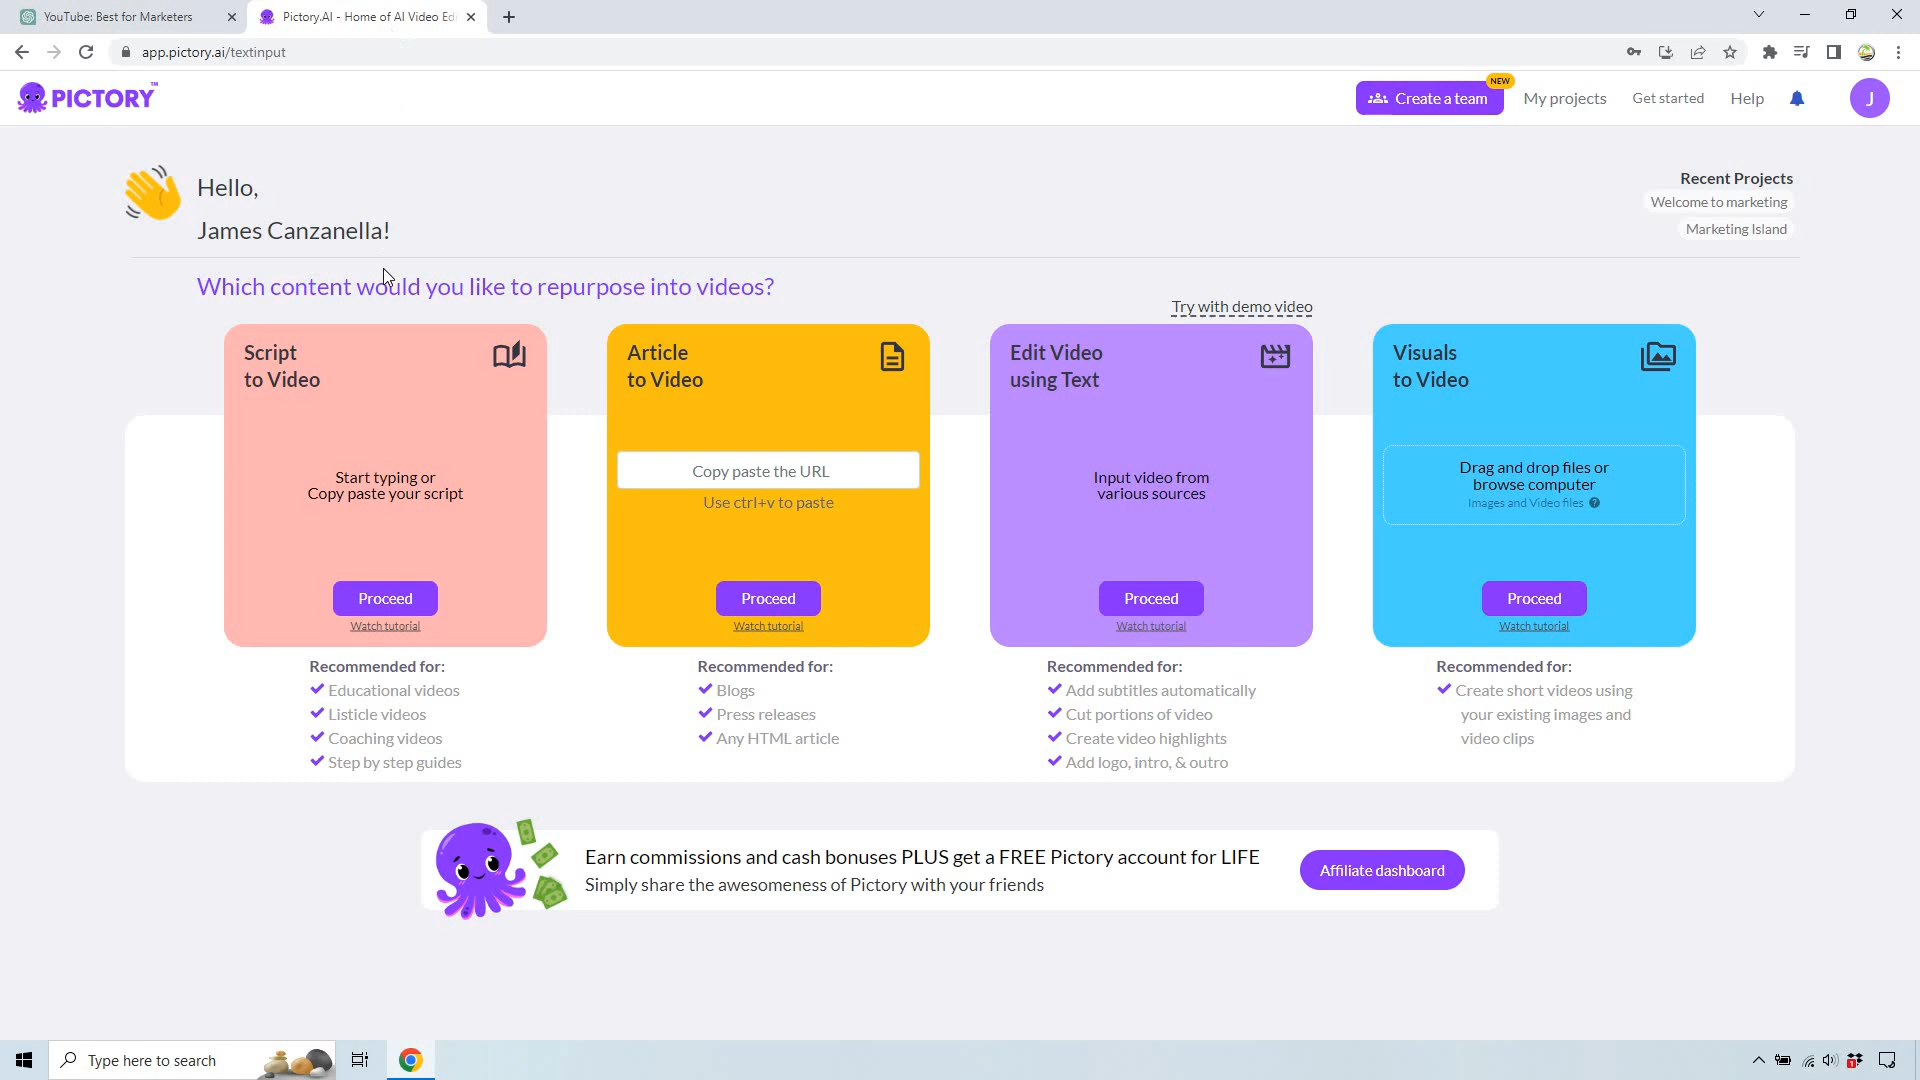 YouTube: Best for Marketers
Pictory.AI - Home of AI Video Edi
app.pictory.ai/textinput
PICTORY™
NEW
Create a team
My projects
Get started
Help
J
Hello,
James Canzanella!
Recent Projects
Welcome to marketing
Marketing Island
Which content would you like to repurpose into videos?
Try with demo video
Script
to Video
Start typing or
Copy paste your script
Proceed
Watch tutorial
Article
to Video
Copy paste the URL
Use ctrl+v to paste
Proceed
Watch tutorial
Edit Video
using Text
Input video from
various sources
Proceed
Watch tutorial
Visuals
to Video
Drag and drop files or
browse computer
Images and Video files ?
Proceed
Watch tutorial
Recommended for:
Educational videos
Listicle videos
Coaching videos
Step by step guides
Recommended for:
Blogs
Press releases
Any HTML article
Recommended for:
Add subtitles automatically
Cut portions of video
Create video highlights
Add logo, intro, & outro
Recommended for:
Create short videos using
your existing images and
video clips
Earn commissions and cash bonuses PLUS get a FREE Pictory account for LIFE
Simply share the awesomeness of Pictory with your friends
Affiliate dashboard
Type here to search
1